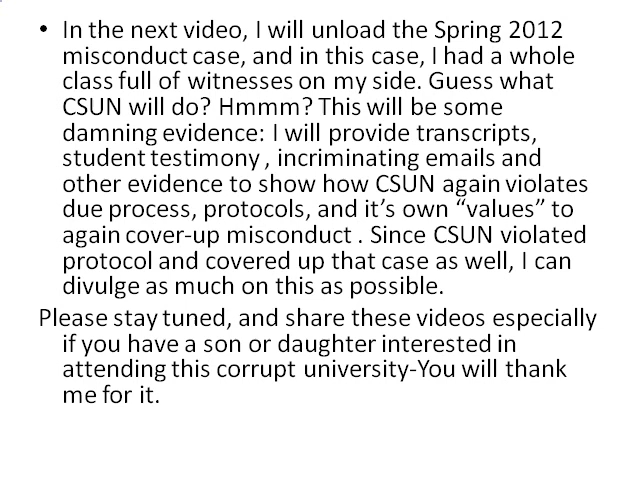 • In the next video, I will unload the Spring 2012
misconduct case, and in this case, I had a whole
class full of witnesses on my side. Guess what
CSUN will do? Hmmm? This will be some
damning evidence: I will provide transcripts,
student testimony , incriminating emails and
other evidence to show how CSUN again violates
due process, protocols, and it’s own “values” to
again cover-up misconduct . Since CSUN violated
protocol and covered up that case as well, I can
divulge as much on this as possible.
Please stay tuned, and share these videos especially
if you have a son or daughter interested in
attending this corrupt university-You will thank
me for it.